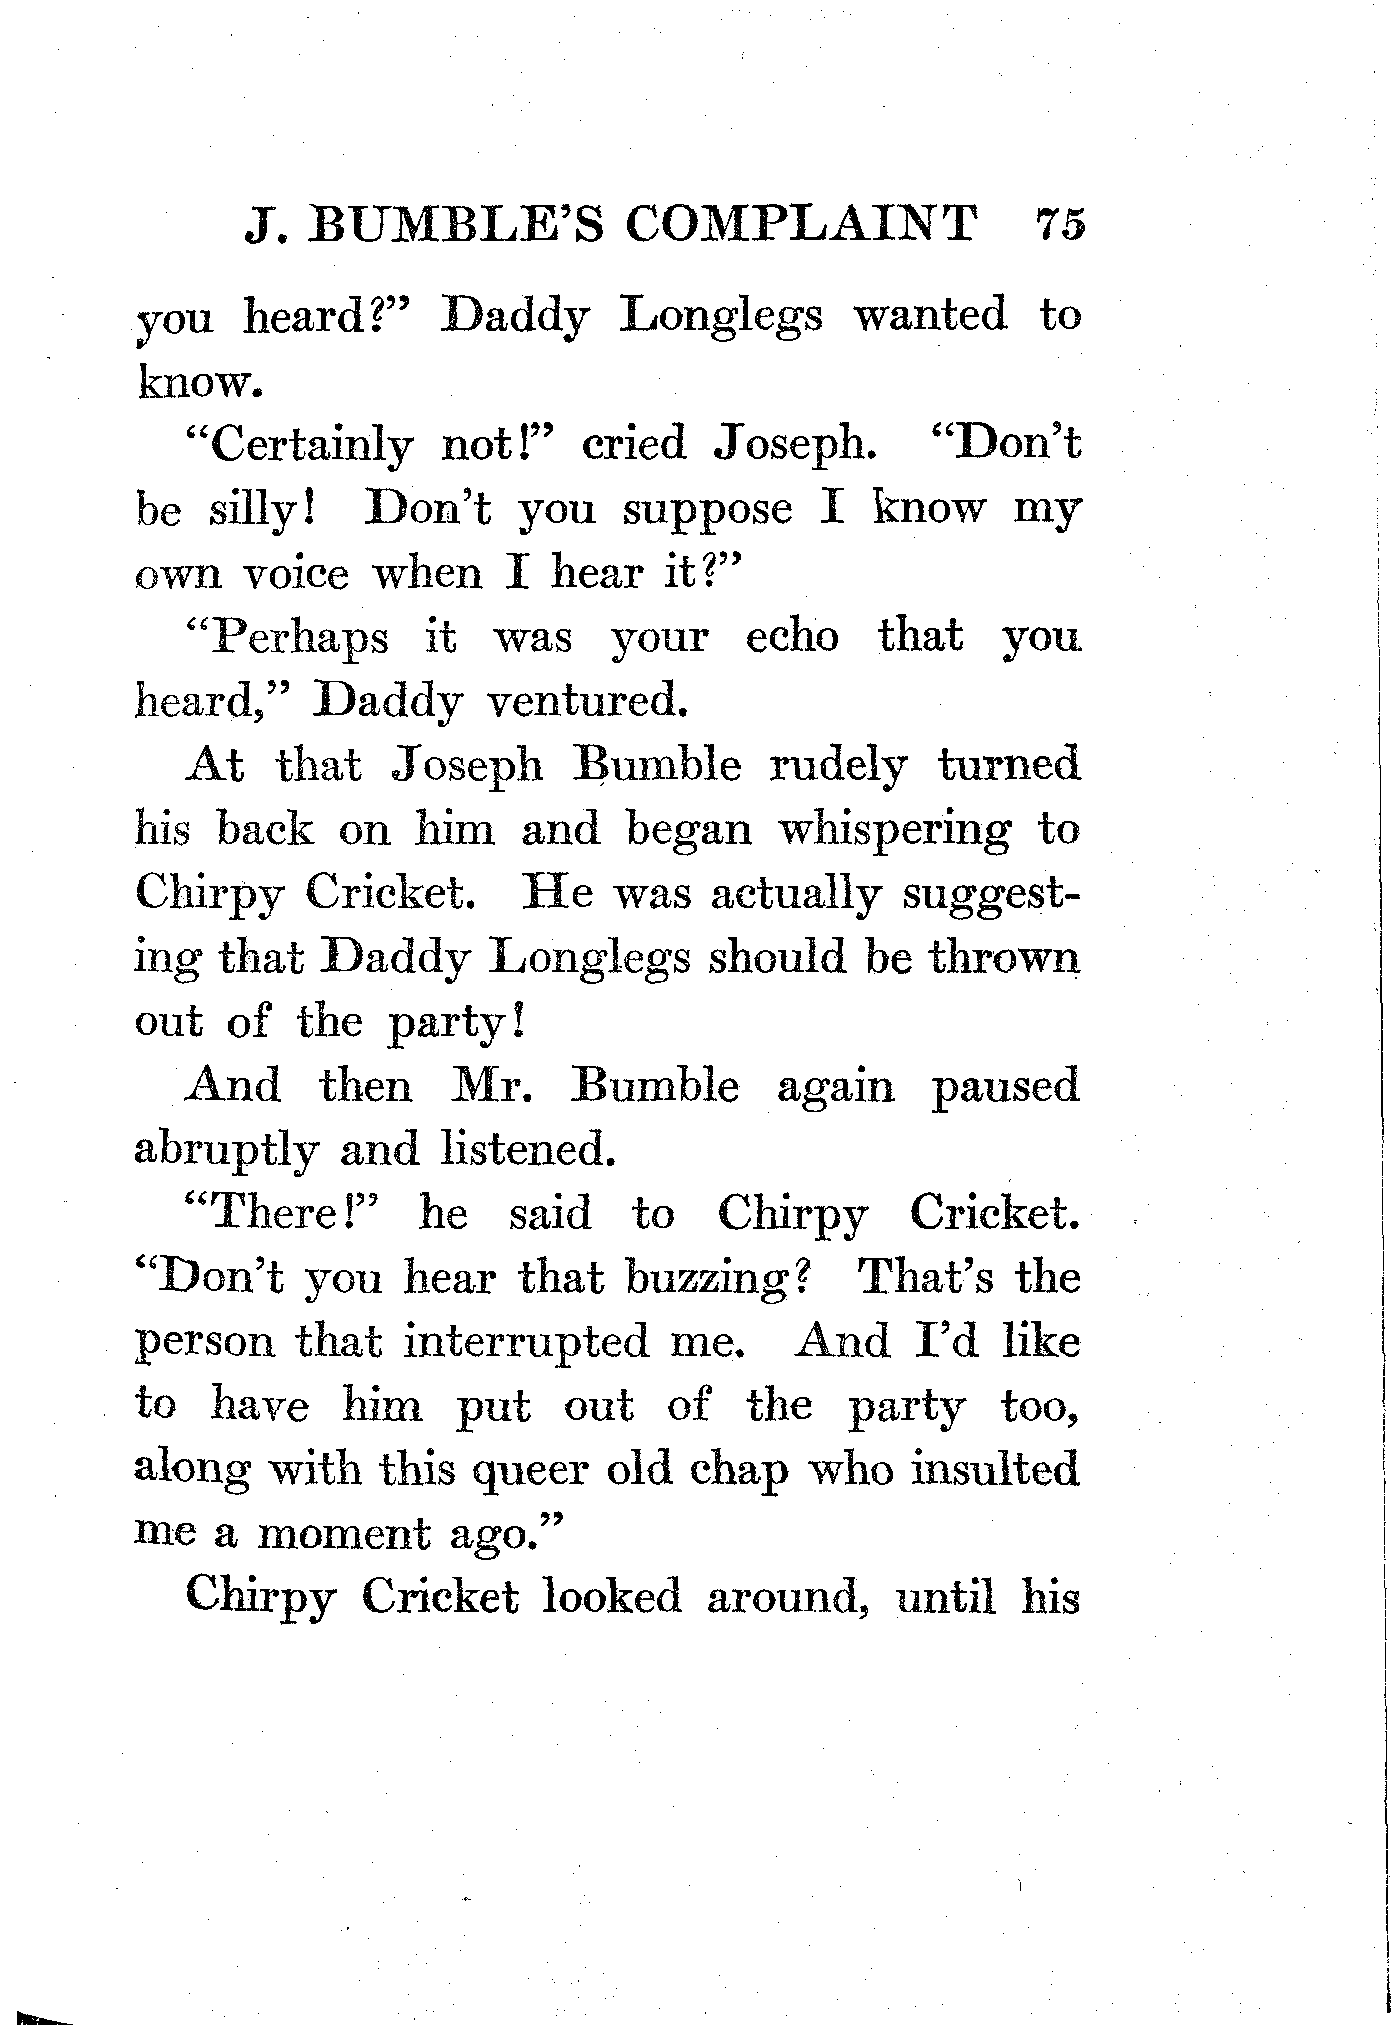 J. BUMBLE'S COMPLAINT 75
you heard?" Daddy Longlegs wanted to
know.
"Certainly not!" cried Joseph. "Don't
be silly! Don't you suppose I know my
own voice when I hear it?"
"Perhaps it was your echo that you
heard," Daddy ventured.
At that Joseph Bumble rudely turned
his back on him and began whispering to
Chirpy Cricket. He was actually suggest-
ing that Daddy Longlegs should be thrown
out of the party!
And then Mr. Bumble again paused
abruptly and listened.
"There!" he said to Chirpy Cricket.
"Don't you hear that buzzing? That's the
person that interrupted me. And I'd like
to have him put out of the party too,
along with this queer old chap who insulted
me a moment ago."
Chirpy Cricket looked around, until his